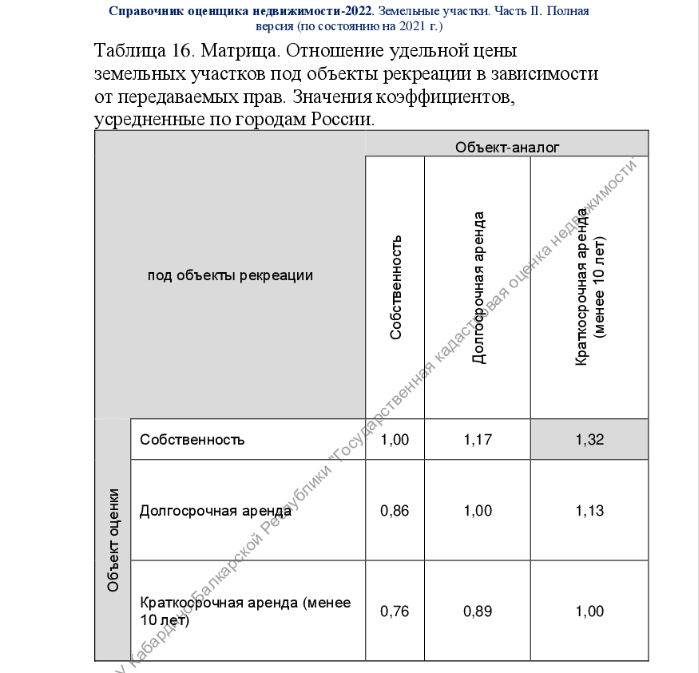 Справочник оценщика недвижимости-2022. Земельные участки. Часть II. Полная
версия (по состоянию на 2021 г.)
Таблица 16. Матрица. Отношение удельной цены
земельных участков под объекты рекреации в зависимости
от передаваемых прав. Значения коэффициентов,
усредненные по городам России.
Объект-аналог
под объекты рекреации
Собственность
Долгосрочная аренда
Краткосрочная аренда
(менее 10 лет)
Объект оценки
Собственность 1,00 1,17 1,32
Долгосрочная аренда 0,86 1,00 1,13
Краткосрочная аренда (менее
10 лет) 0,76 0,89 1,00
У Кабардино-Балкарской Республики "Государственная кадастровая оценка недвижимости"